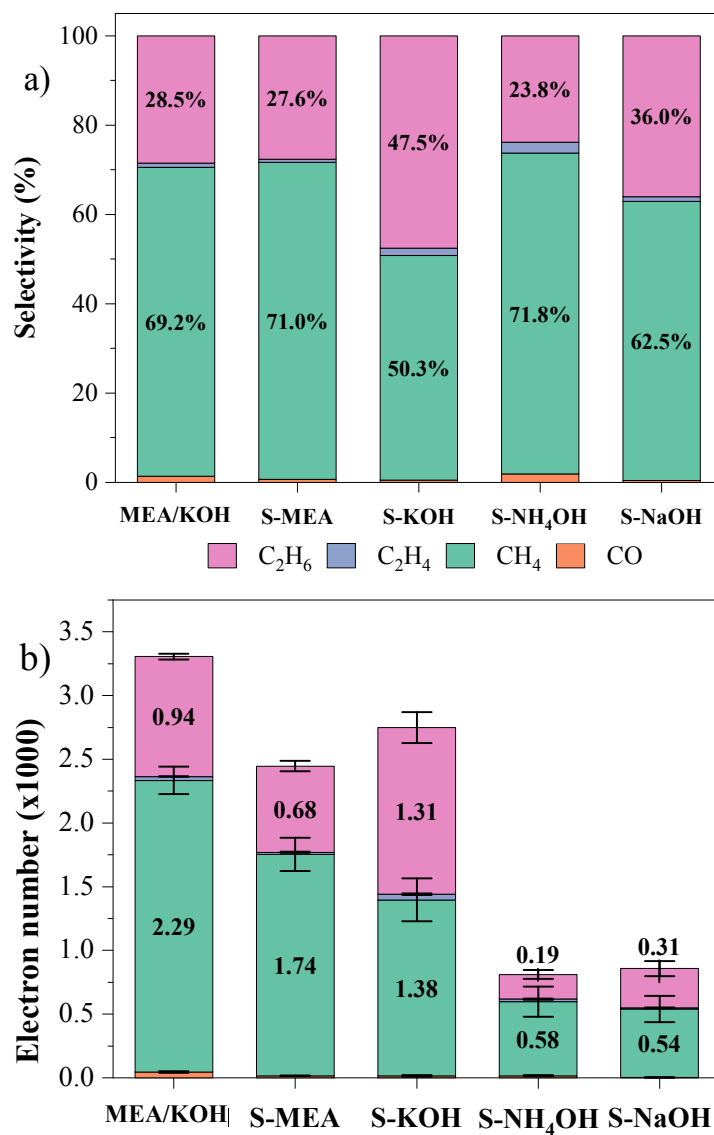 a)
Selectivity (%)
100
80
60
40
20
0
28.5%
27.6%
47.5%
23.8%
36.0%
69.2%
71.0%
50.3%
71.8%
62.5%
MEA/KOH
S-MEA
S-KOH
S-NH₄OH
S-NaOH
C₂H₆
C₂H₄
CH₄
CO
b)
Electron number (x1000)
3.5
3.0
2.5
2.0
1.5
1.0
0.5
0.0
0.94
0.68
1.31
0.19
0.31
2.29
1.74
1.38
0.58
0.54
MEA/KOH
S-MEA
S-KOH
S-NH₄OH
S-NaOH